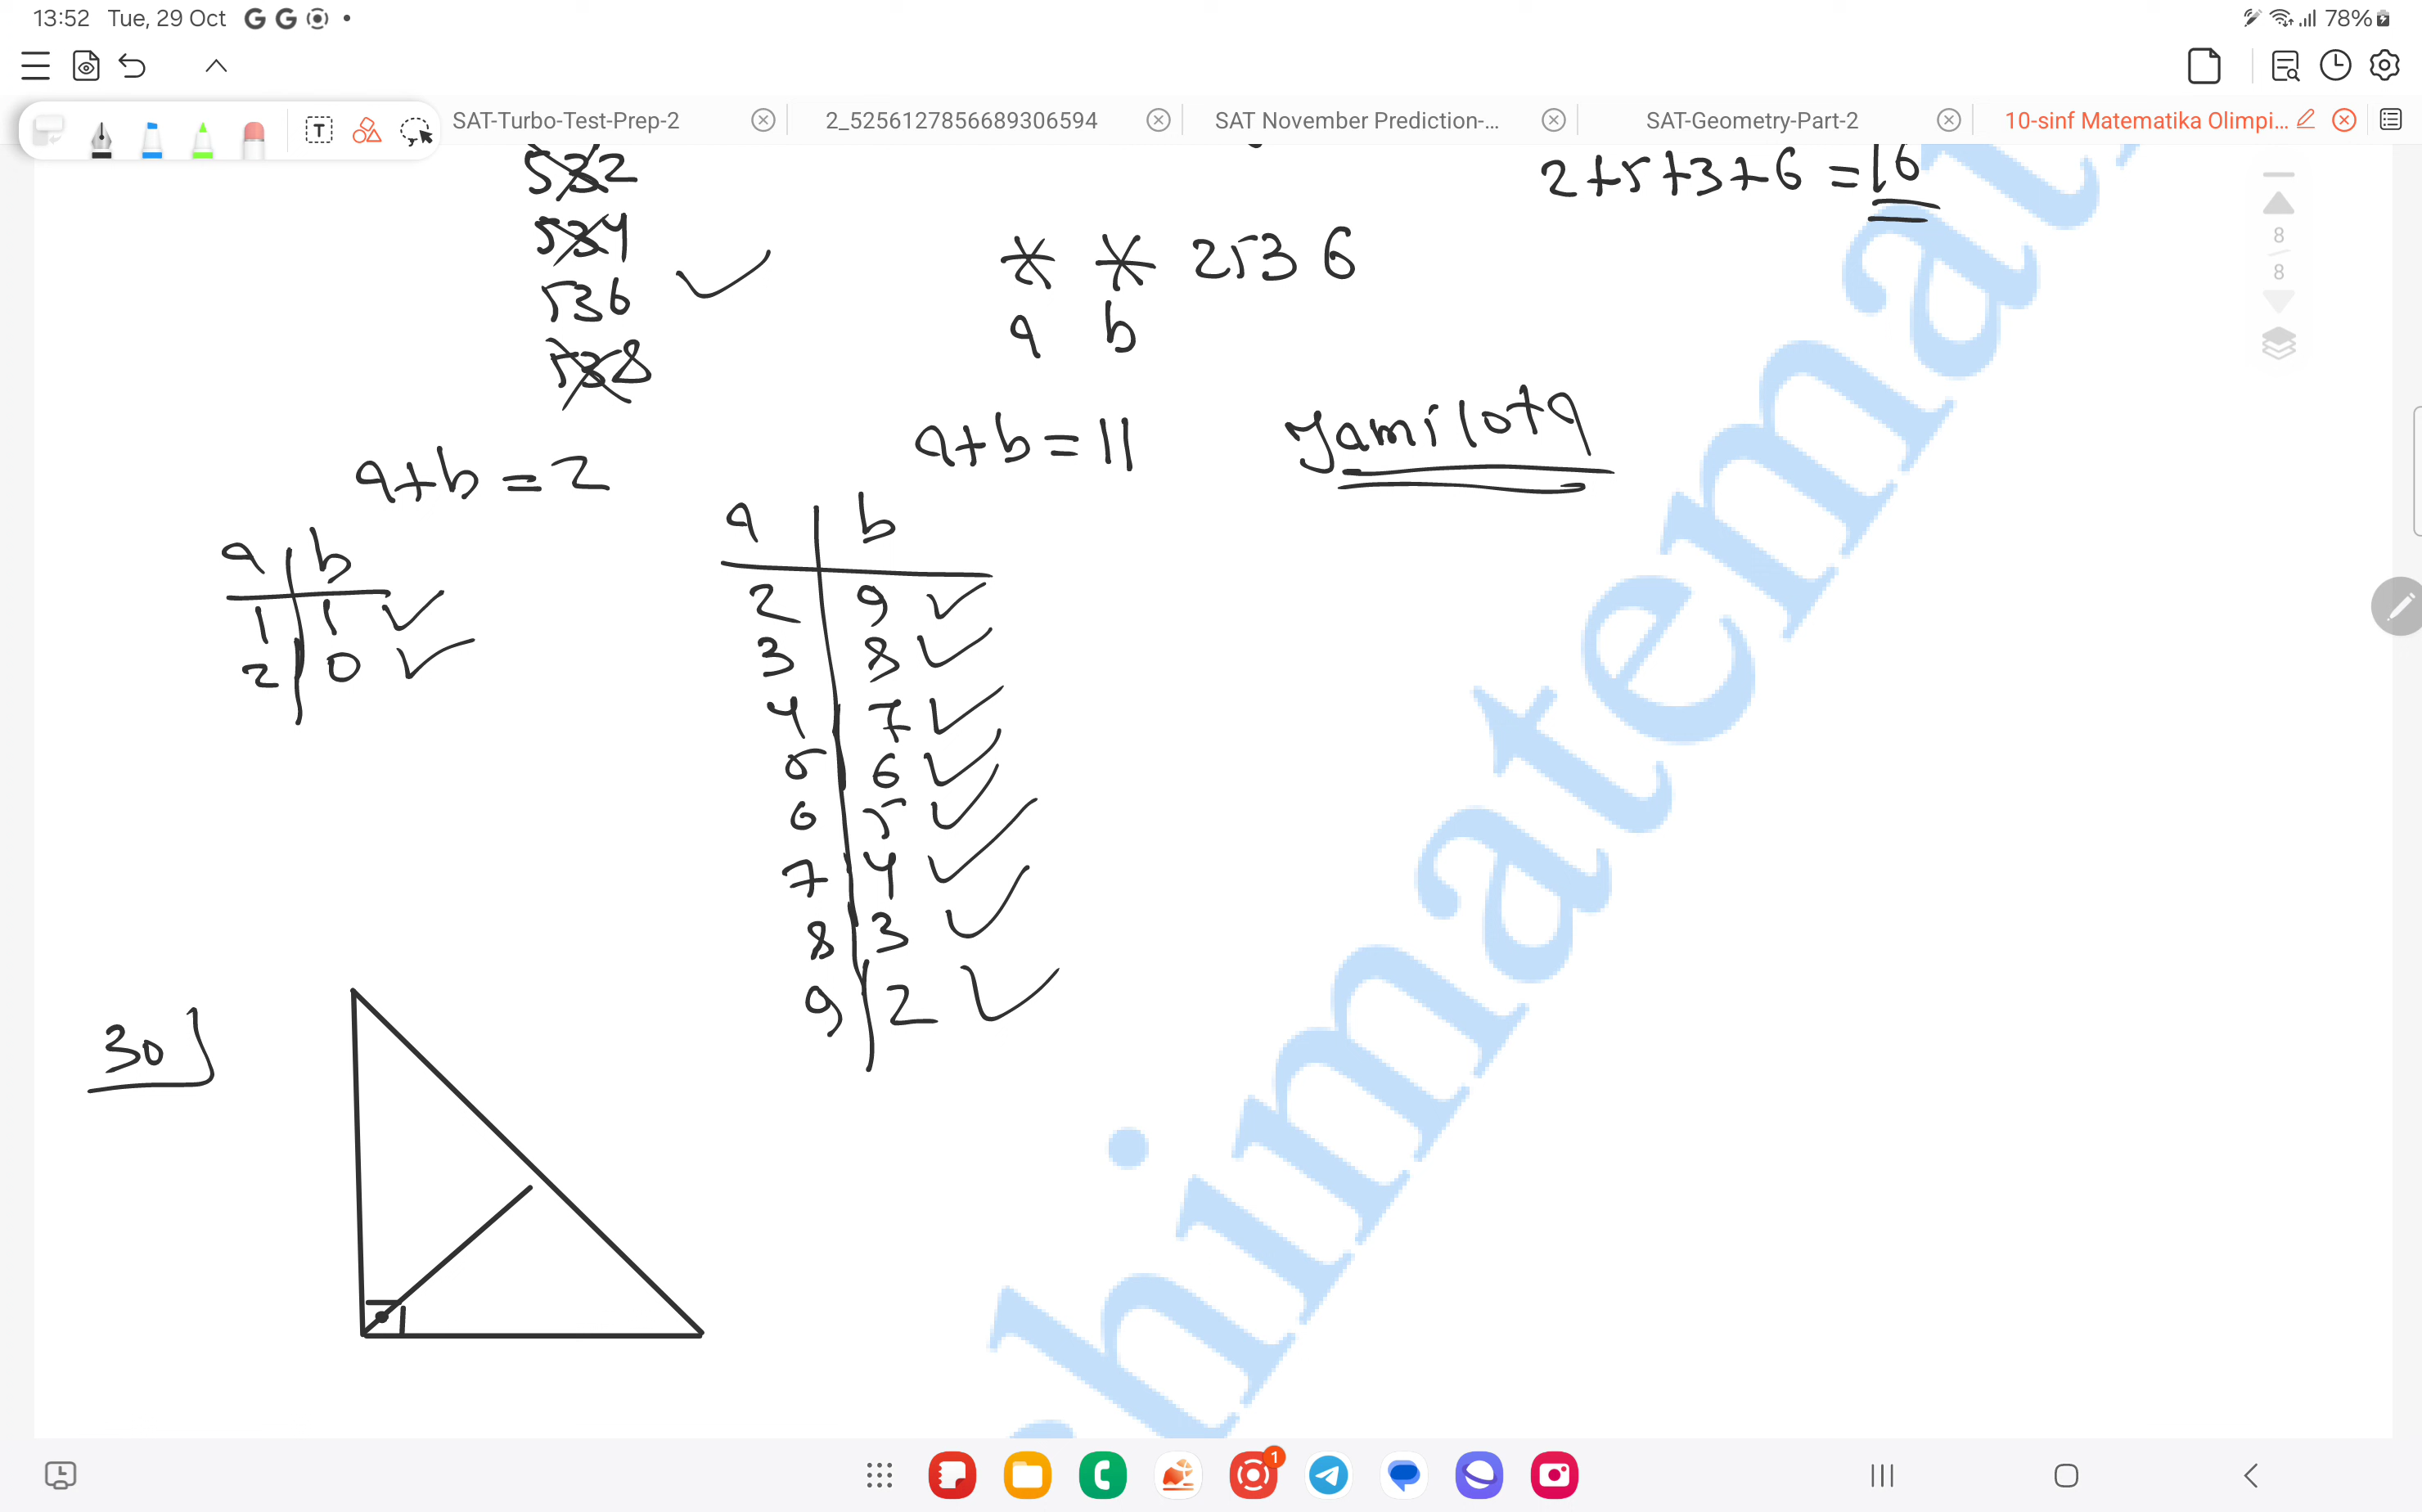 13:52 Tue, 29 Oct G G
78%
SAT-Turbo-Test-Prep-2
2_5256127856689306594
SAT November Prediction-...
SAT-Geometry-Part-2
10-sinf Matematika Olimpi...
T
532
2+5+3+6=16
534
* * 2536
536
a b
538
8
8
a+b=2
a+b=11
Jami 10 ta
a b
1 1
2 0
a b
2 9
3 8
4 7
5 6
6 5
7 4
8 3
9 2
30
himatemat
1